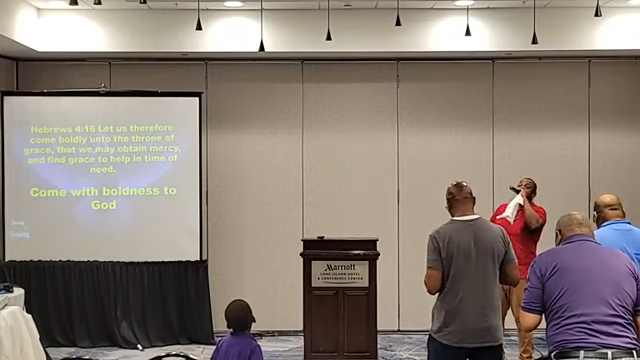 Hebrews 4:16 Let us therefore
come boldly unto the throne of
grace, that we may obtain mercy,
and find grace to help in time of
need.
Come with boldness to
God
Marriott
LONG ISLAND HOTEL
& CONFERENCE CENTER